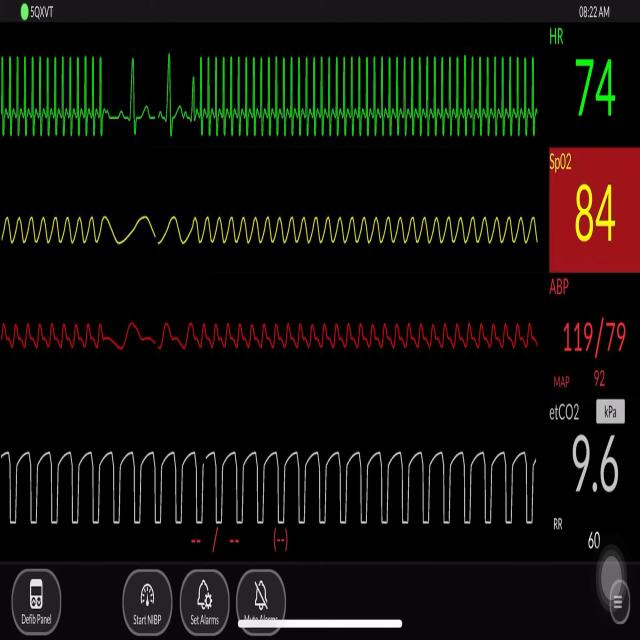 5QXVT
08:22 AM
HR
74
SpO2
84
ABP
119/79
MAP 92
etCO2 kPa
9.6
RR
60
-- / -- (--)
Defib Panel
Start NIBP
Set Alarms
Mute Alarms